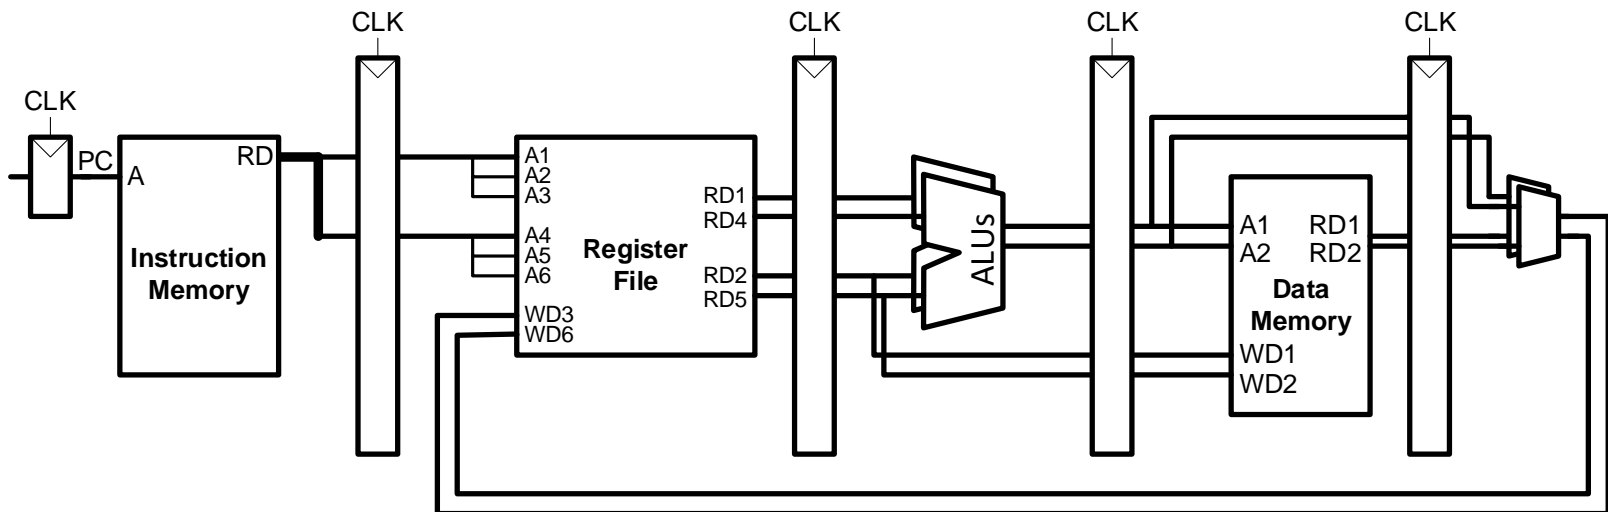 CLK
CLK
CLK
CLK
CLK
PC
A
RD
Instruction
Memory
A1
A2
A3
A4
A5
A6
WD3
WD6
Register
File
RD1
RD4
RD2
RD5
ALUs
A1
A2
RD1
RD2
Data
Memory
WD1
WD2